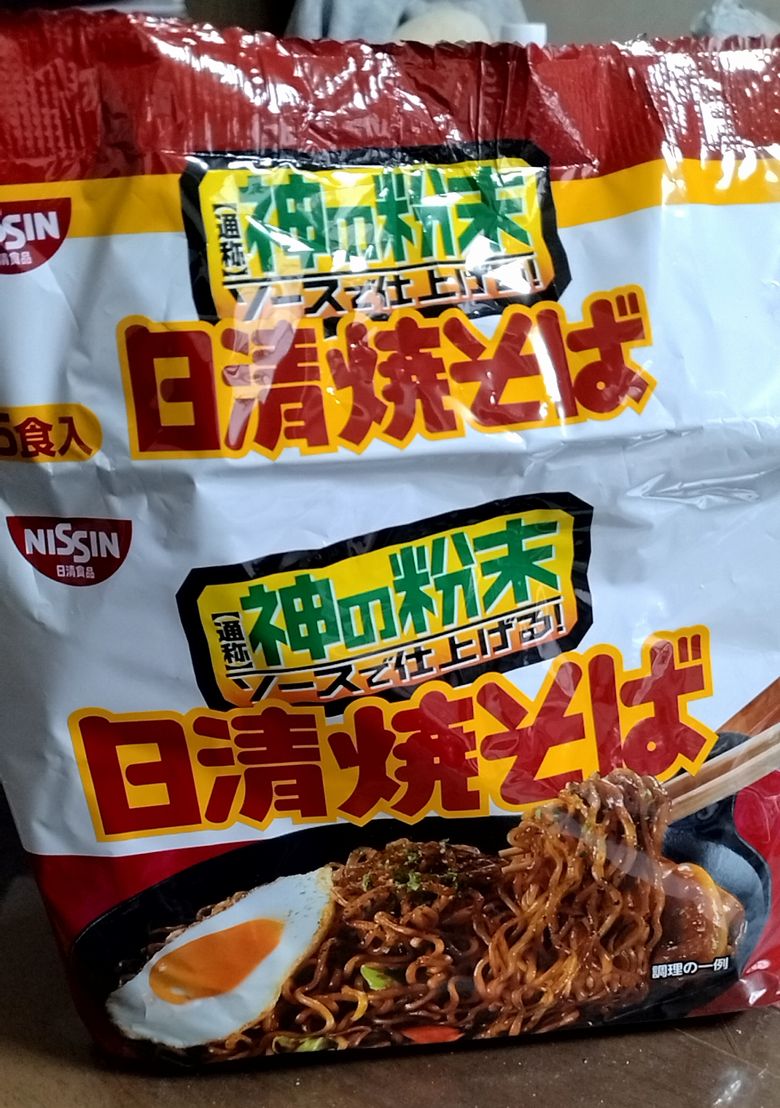 NISSIN
日清食品
【通称】
神の粉末
ソースで仕上げる!
日清焼そば
5食入
NISSIN
日清食品
【通称】
神の粉末
ソースで仕上げる!
日清焼そば
調理の一例